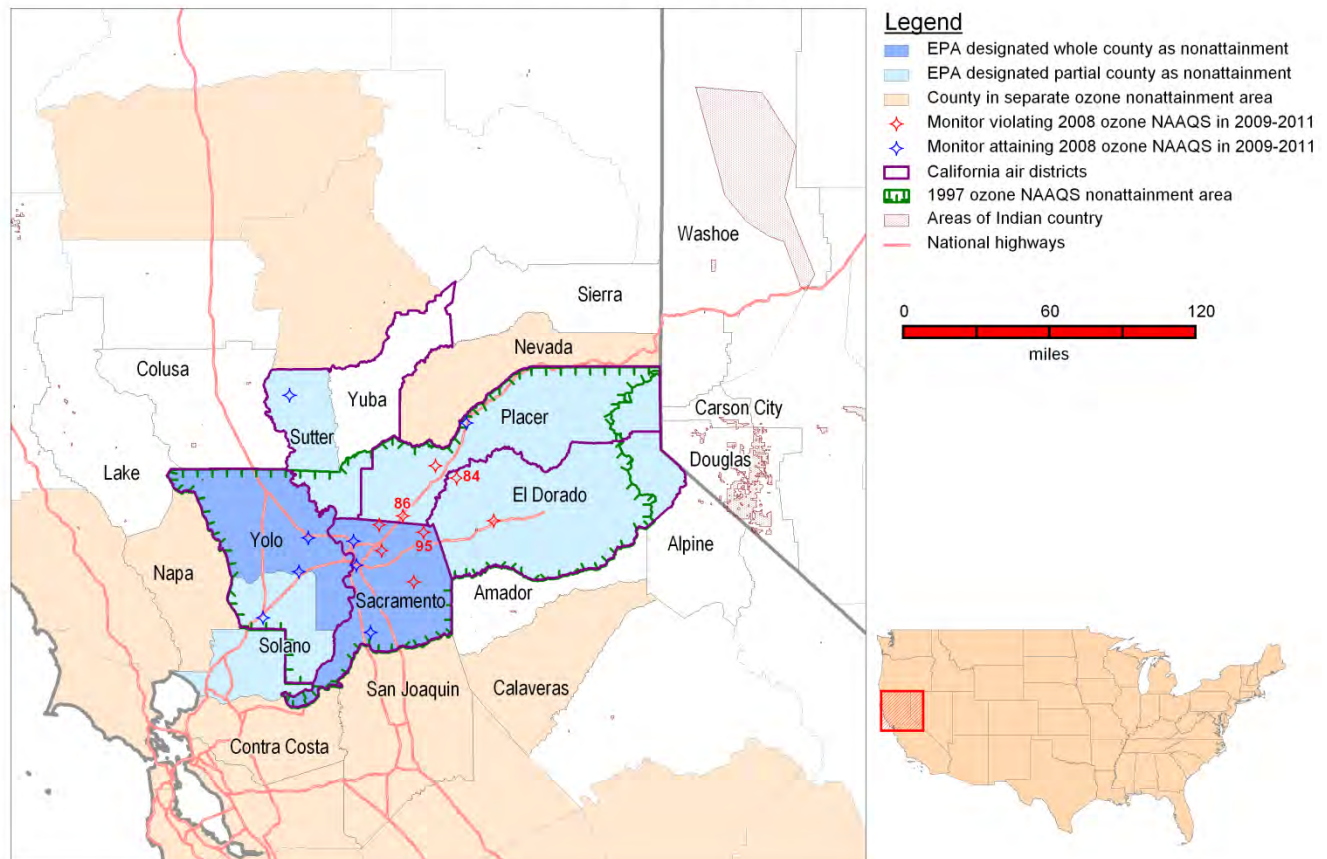 Legend
EPA designated whole county as nonattainment
EPA designated partial county as nonattainment
County in separate ozone nonattainment area
Monitor violating 2008 ozone NAAQS in 2009-2011
Monitor attaining 2008 ozone NAAQS in 2009-2011
California air districts
1997 ozone NAAQS nonattainment area
Areas of Indian country
National highways
0 60 120
miles
Washoe
Sierra
Nevada
Colusa
Yuba
Placer
Carson City
Sutter
Douglas
Lake
84
El Dorado
86
Yolo
95
Alpine
Napa
Amador
Sacramento
Solano
San Joaquin
Calaveras
Contra Costa